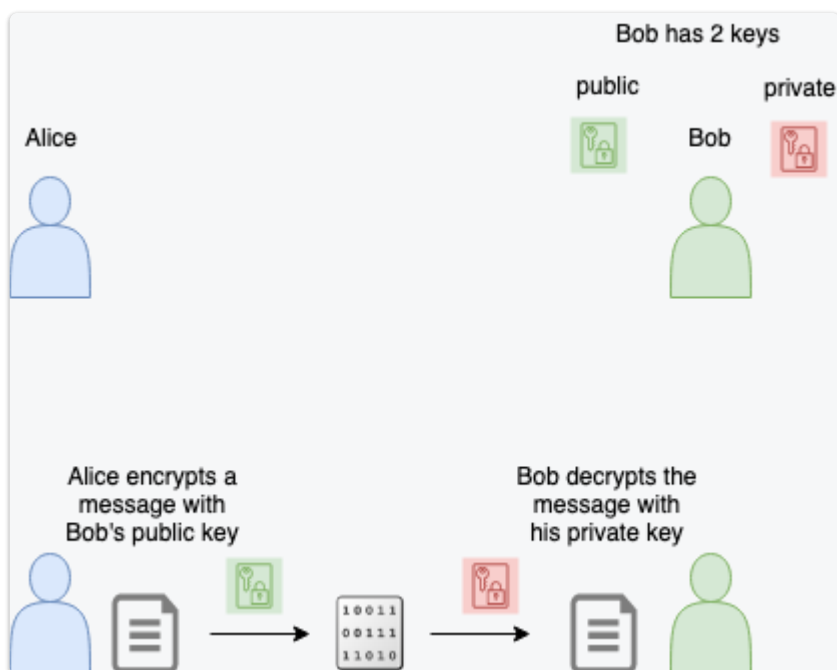 Bob has 2 keys
public
private
Alice
Bob
Alice encrypts a
message with
Bob's public key
Bob decrypts the
message with
his private key
10011
00111
11010